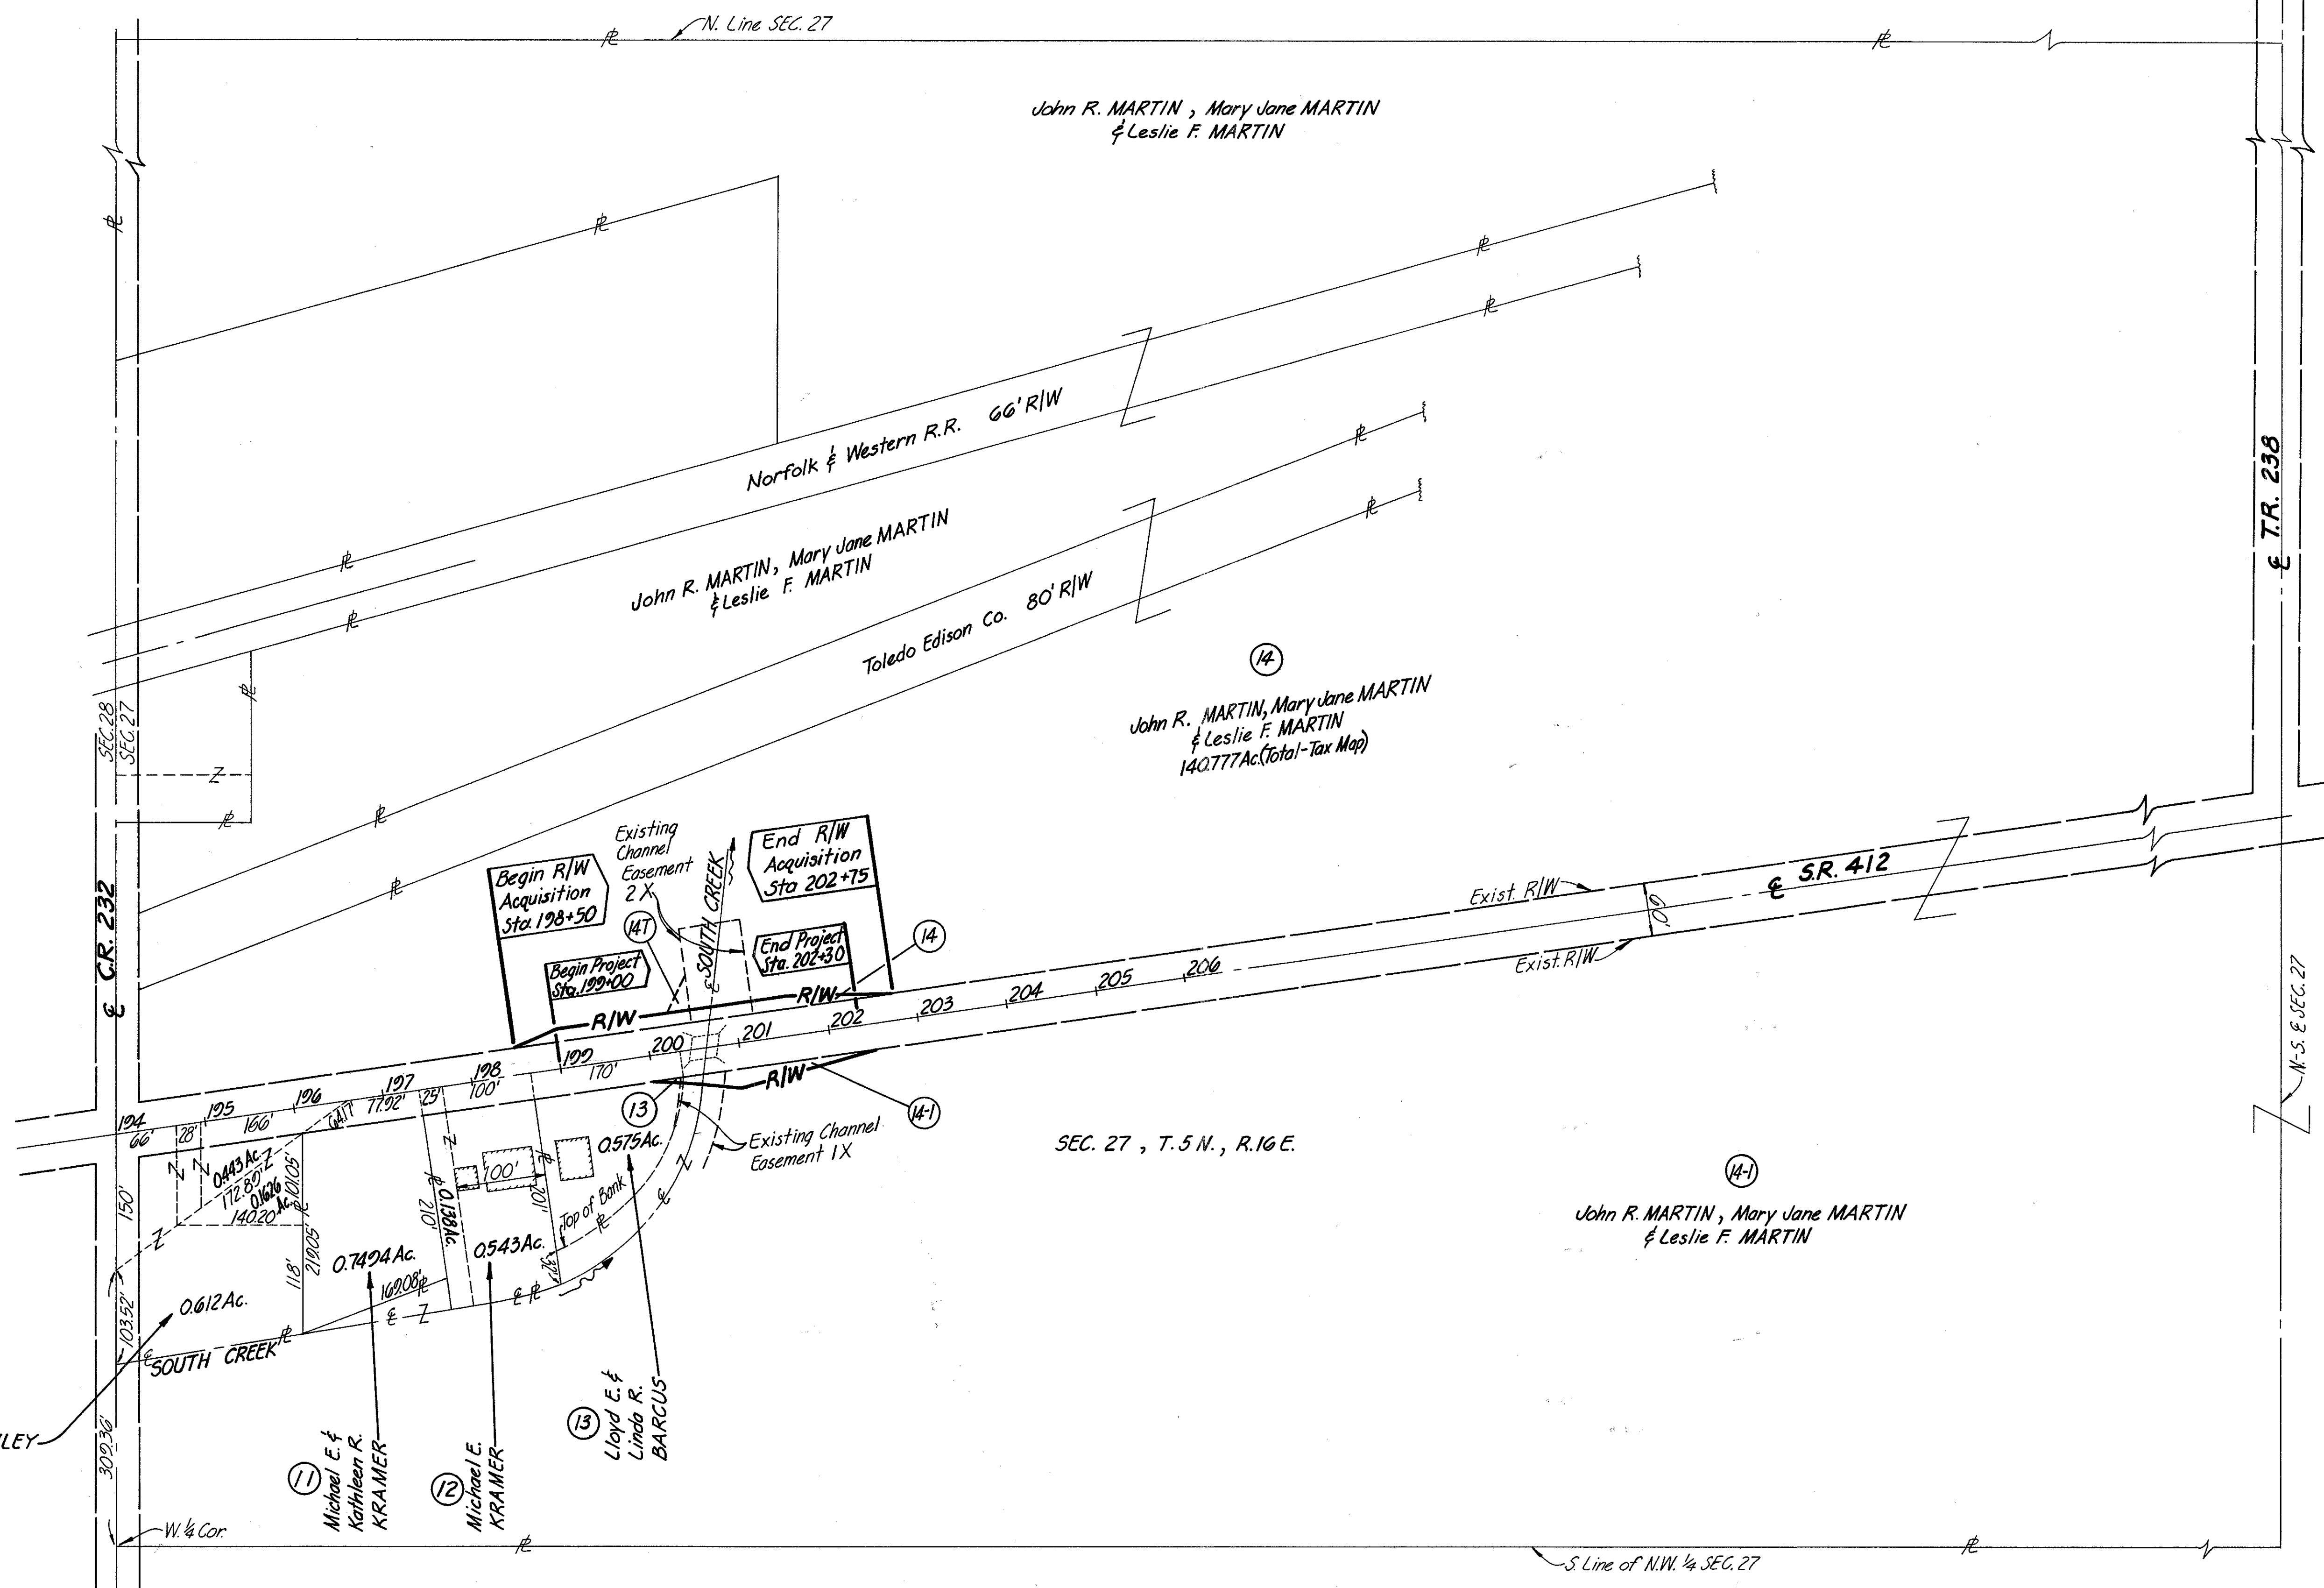 N. Line SEC. 27
John R. MARTIN , Mary Jane MARTIN
& Leslie F. MARTIN
Norfolk & Western R.R. 66' R/W
John R. MARTIN, Mary Jane MARTIN
& Leslie F. MARTIN
Toledo Edison Co. 80' R/W
℄ T.R. 238
14
John R. MARTIN, Mary Jane MARTIN
& Leslie F. MARTIN
140.777 Ac. (Total-Tax Map)
SEC. 28
SEC. 27
℄ C.R. 232
Begin R/W
Acquisition
Sta. 198+50
Existing
Channel
Easement
2 X
℄ SOUTH CREEK
End R/W
Acquisition
Sta 202+75
14T
Begin Project
Sta. 199+00
End Project
Sta. 202+30
14
Exist. R/W
℄ S.R. 412
60'
Exist. R/W
R/W
R/W
194
195
196
197
198
199
200
201
202
203
204
205
206
66'
28'
166'
64.17'
77.92'
25'
100'
170'
R/W
13
14-1
Existing Channel
Easement 1X
0.443 Ac.
172.89'
0.1626
Ac.
140.20'
101.05'
118'
219.05'
150'
103.52'
309.36'
210'
0.138 Ac.
100'
201'
32'
0.575 Ac.
Top of Bank
0.543 Ac.
0.7494 Ac.
169.08'
0.612 Ac.
℄ SOUTH CREEK
SEC. 27 , T. 5 N. , R. 16 E.
14-1
John R. MARTIN , Mary Jane MARTIN
& Leslie F. MARTIN
N.-S. ℄ SEC. 27
LEY
11
Michael E. &
Kathleen R.
KRAMER
12
Michael E.
KRAMER
13
Lloyd E. &
Linda R.
BARCUS
W. ¼ Cor.
S. Line of N.W. ¼ SEC. 27